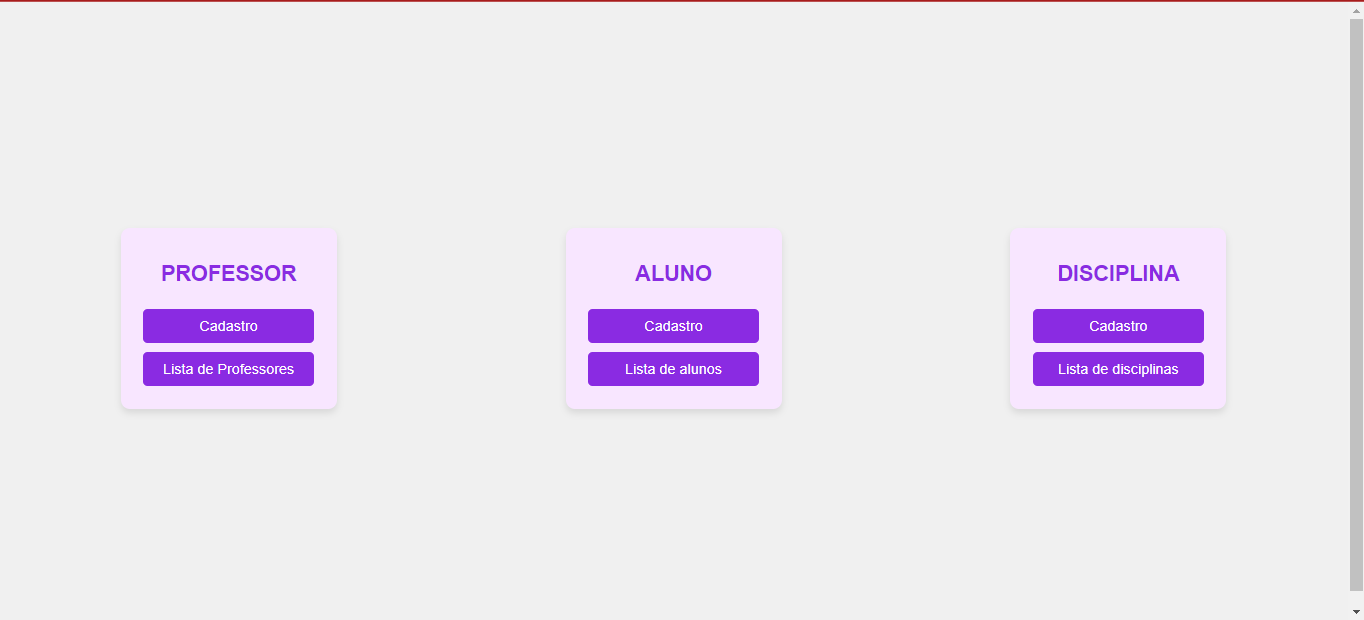 PROFESSOR
Cadastro
Lista de Professores
ALUNO
Cadastro
Lista de alunos
DISCIPLINA
Cadastro
Lista de disciplinas